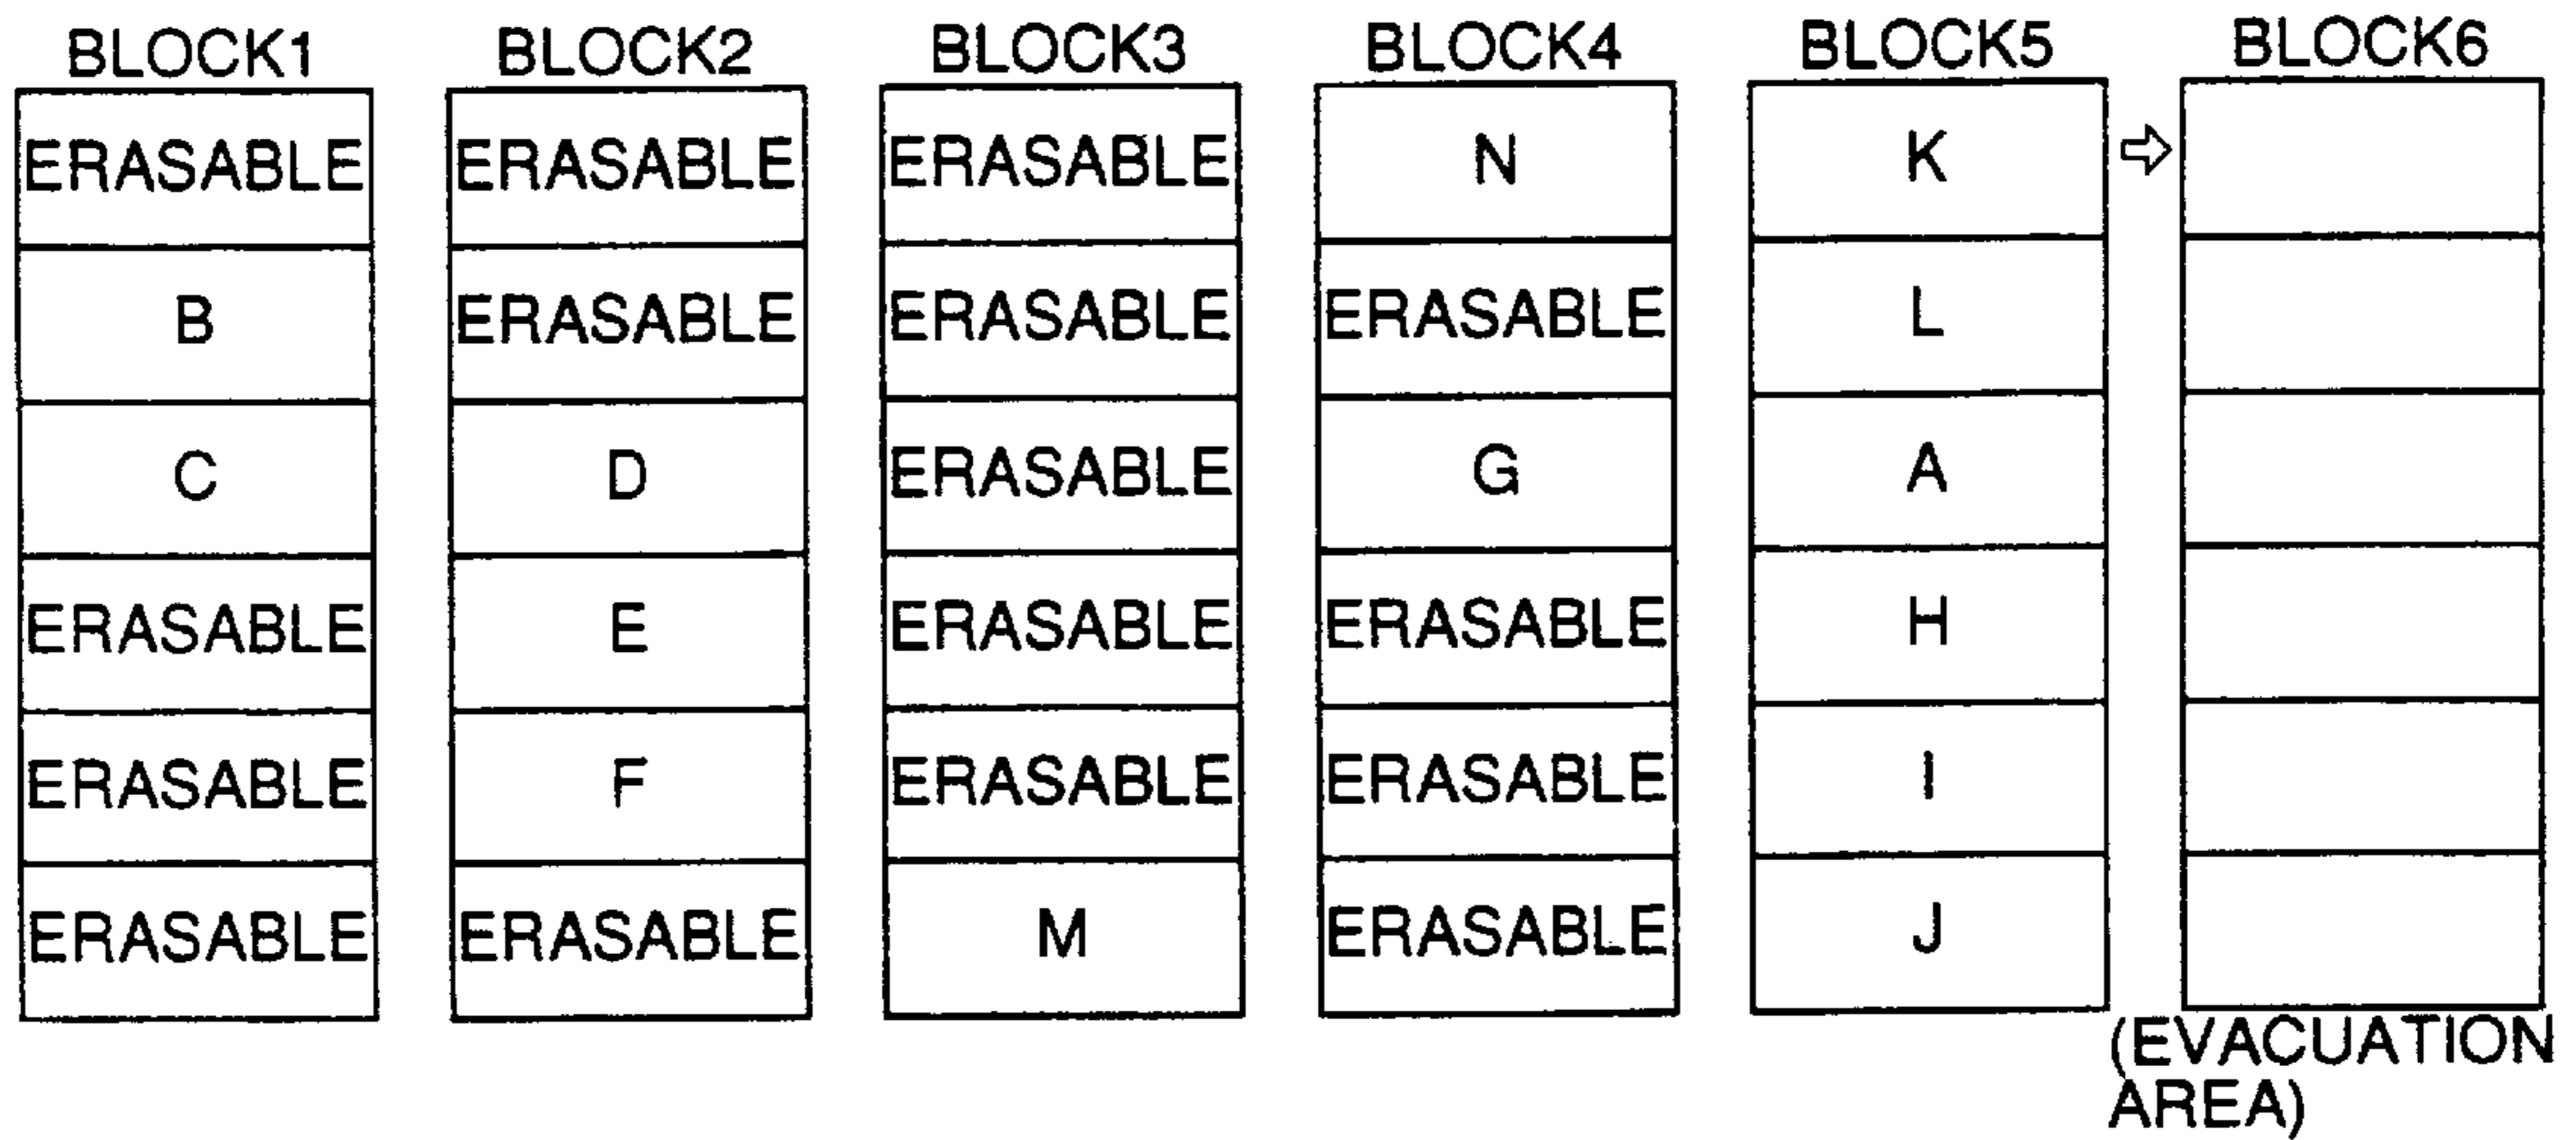 BLOCK1 BLOCK2 BLOCK3 BLOCK4 BLOCK5 BLOCK6
ERASABLE ERASABLE ERASABLE N K
B ERASABLE ERASABLE ERASABLE L
C D ERASABLE G A
ERASABLE E ERASABLE ERASABLE H
ERASABLE F ERASABLE ERASABLE I
ERASABLE ERASABLE M ERASABLE J
(EVACUATION
AREA)